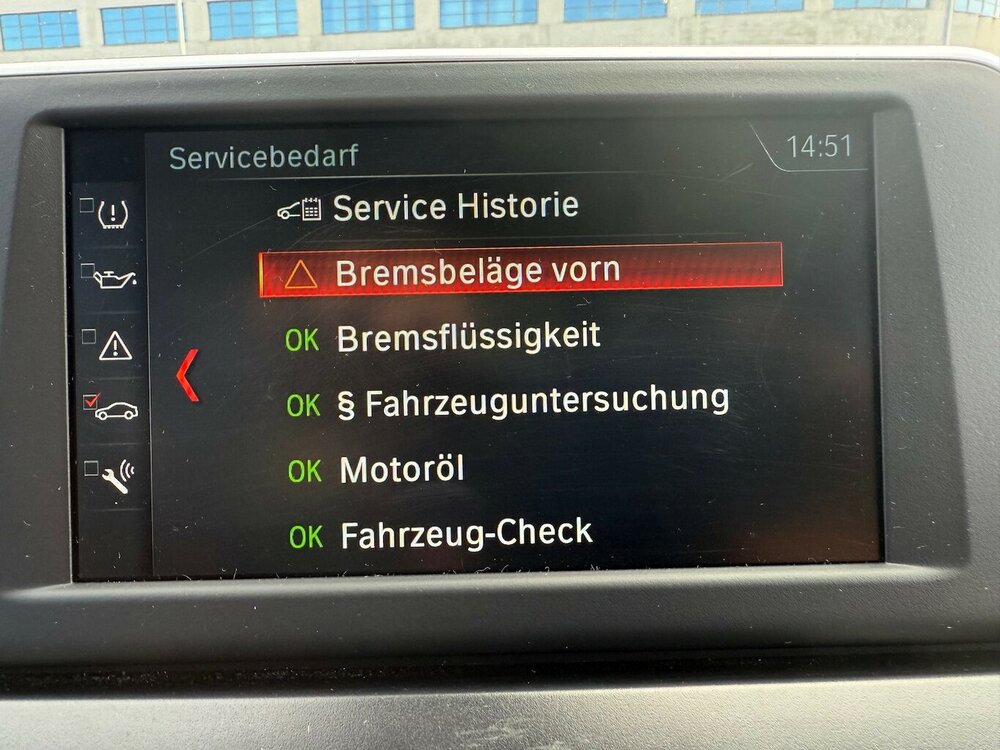 Servicebedarf
14:51
Service Historie
Bremsbeläge vorn
OK Bremsflüssigkeit
OK § Fahrzeuguntersuchung
OK Motoröl
OK Fahrzeug-Check